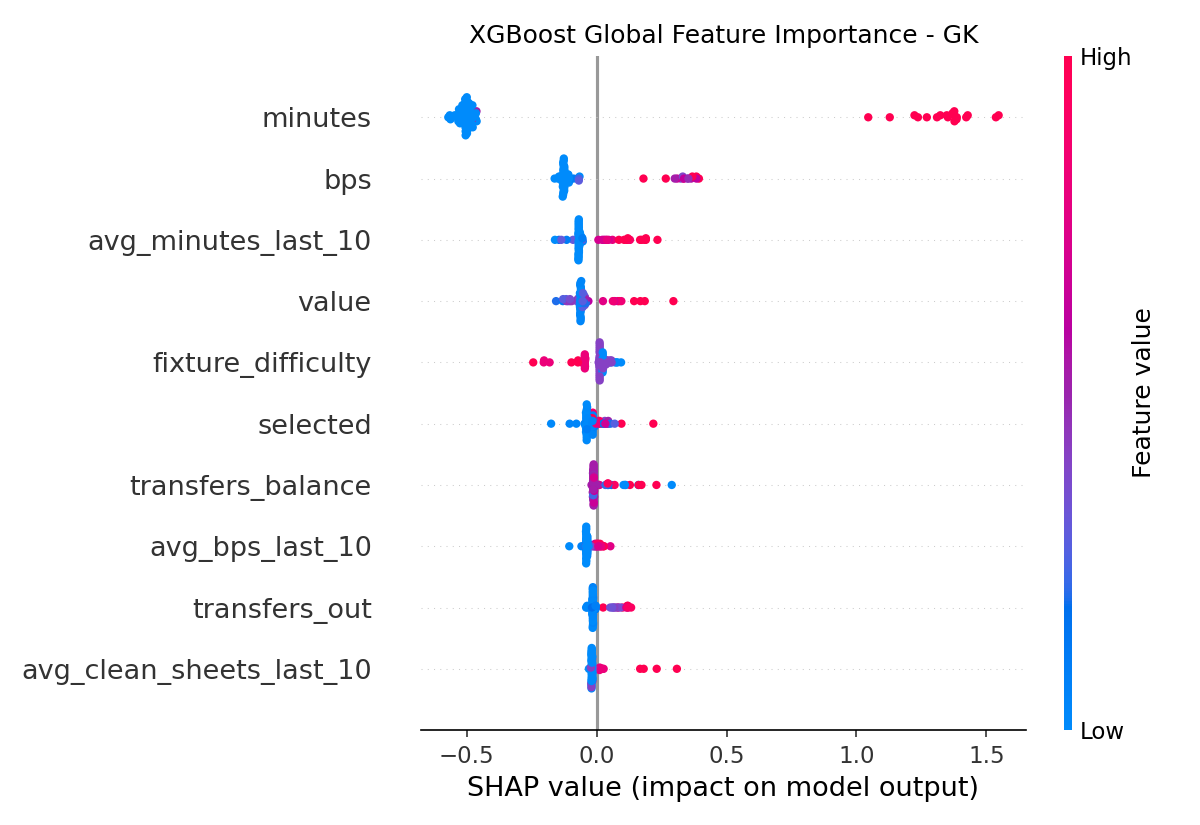 XGBoost Global Feature Importance - GK
High
minutes
bps
avg_minutes_last_10
value
fixture_difficulty
selected
transfers_balance
avg_bps_last_10
transfers_out
avg_clean_sheets_last_10
Feature value
Low
−0.5 0.0 0.5 1.0 1.5
SHAP value (impact on model output)